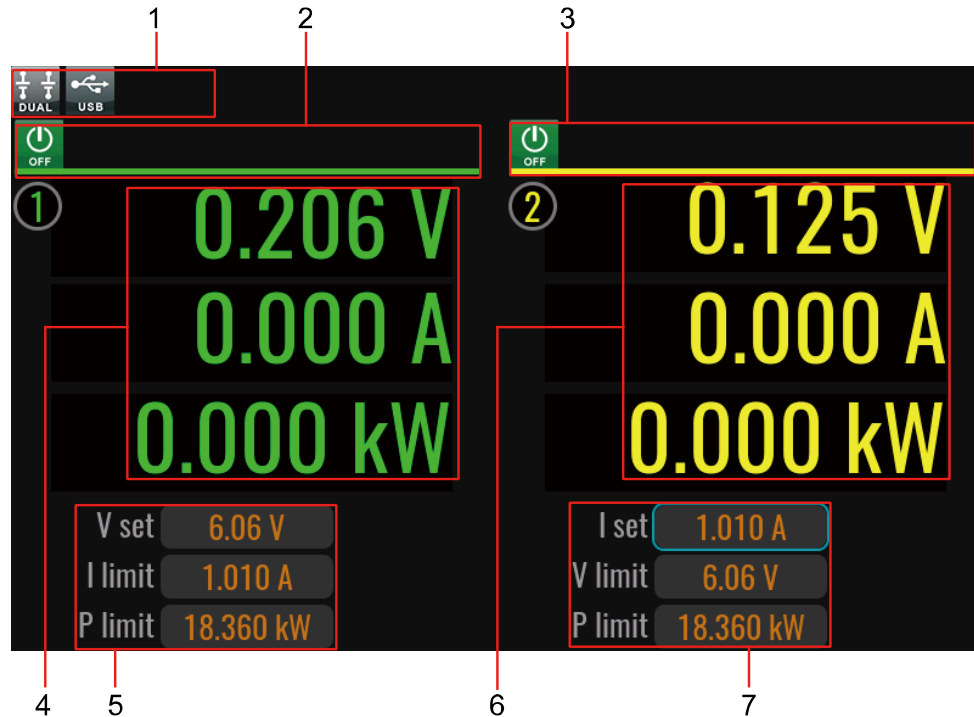 1 2 3
DUAL USB
OFF OFF
1 0.206 V 2 0.125 V
0.000 A 0.000 A
0.000 kW 0.000 kW
V set 6.06 V I set 1.010 A
I limit 1.010 A V limit 6.06 V
P limit 18.360 kW P limit 18.360 kW
4 5 6 7